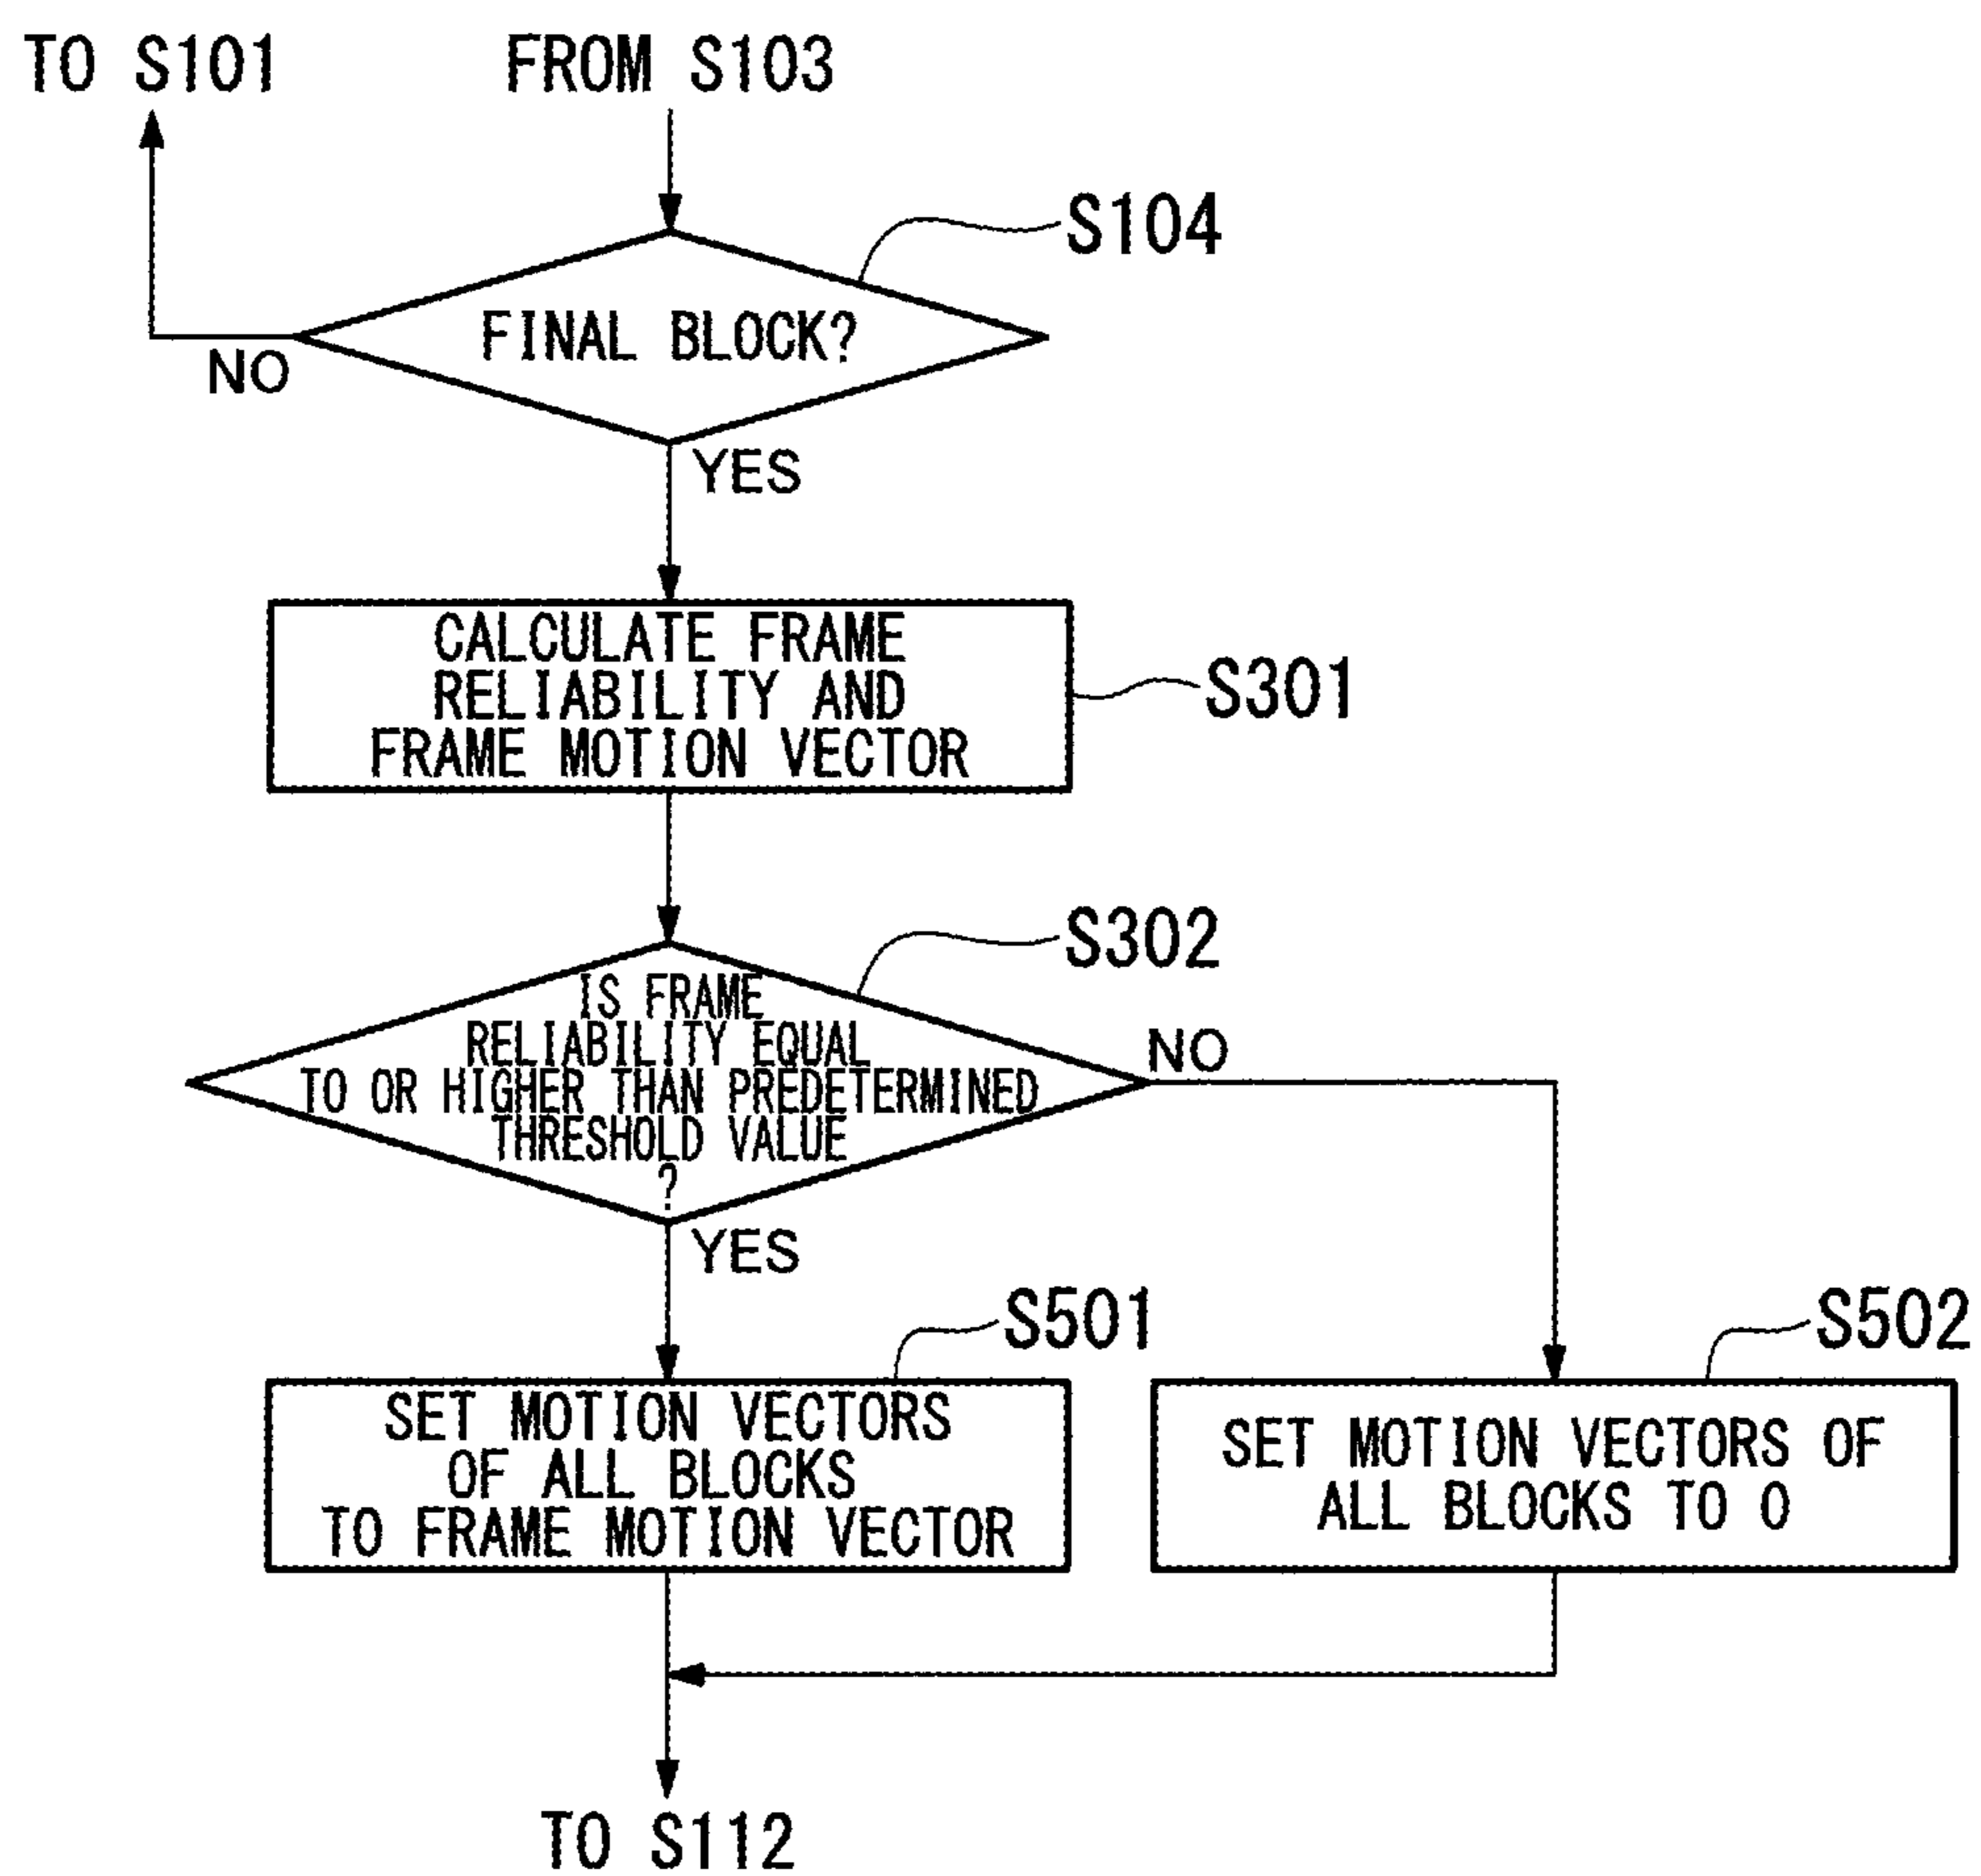 TO S101
FROM S103
S104
FINAL BLOCK?
NO
YES
CALCULATE FRAME
RELIABILITY AND
FRAME MOTION VECTOR
S301
S302
IS FRAME
RELIABILITY EQUAL
TO OR HIGHER THAN PREDETERMINED
THRESHOLD VALUE
?
NO
YES
S501
S502
SET MOTION VECTORS
OF ALL BLOCKS
TO FRAME MOTION VECTOR
SET MOTION VECTORS OF
ALL BLOCKS TO 0
TO S112